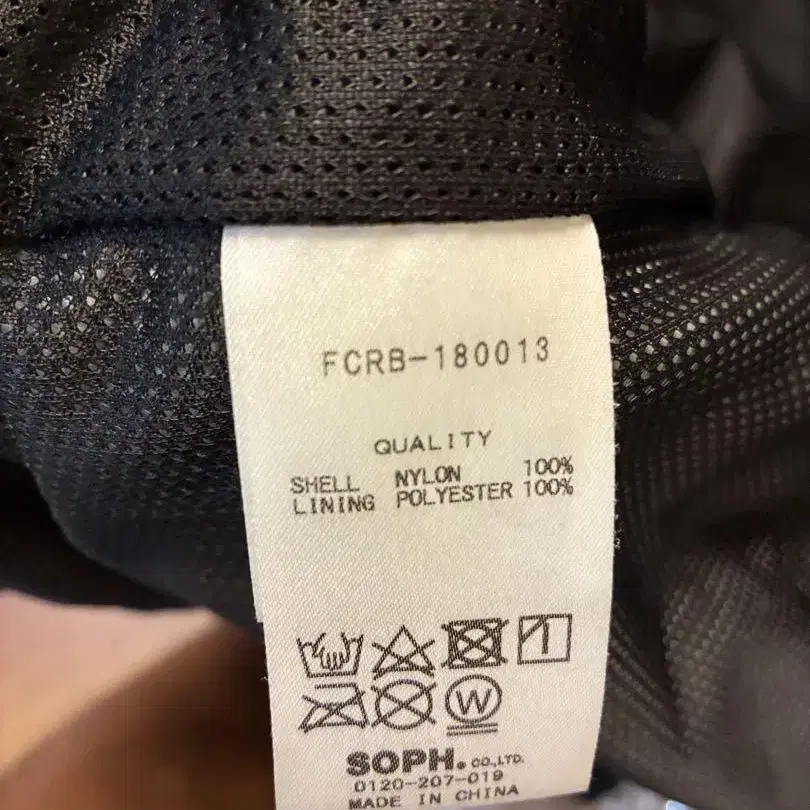 FCRB-180013
QUALITY
SHELL NYLON 100%
LINING POLYESTER 100%
W
SOPH. CO.,LTD.
0120-207-019
MADE IN CHINA